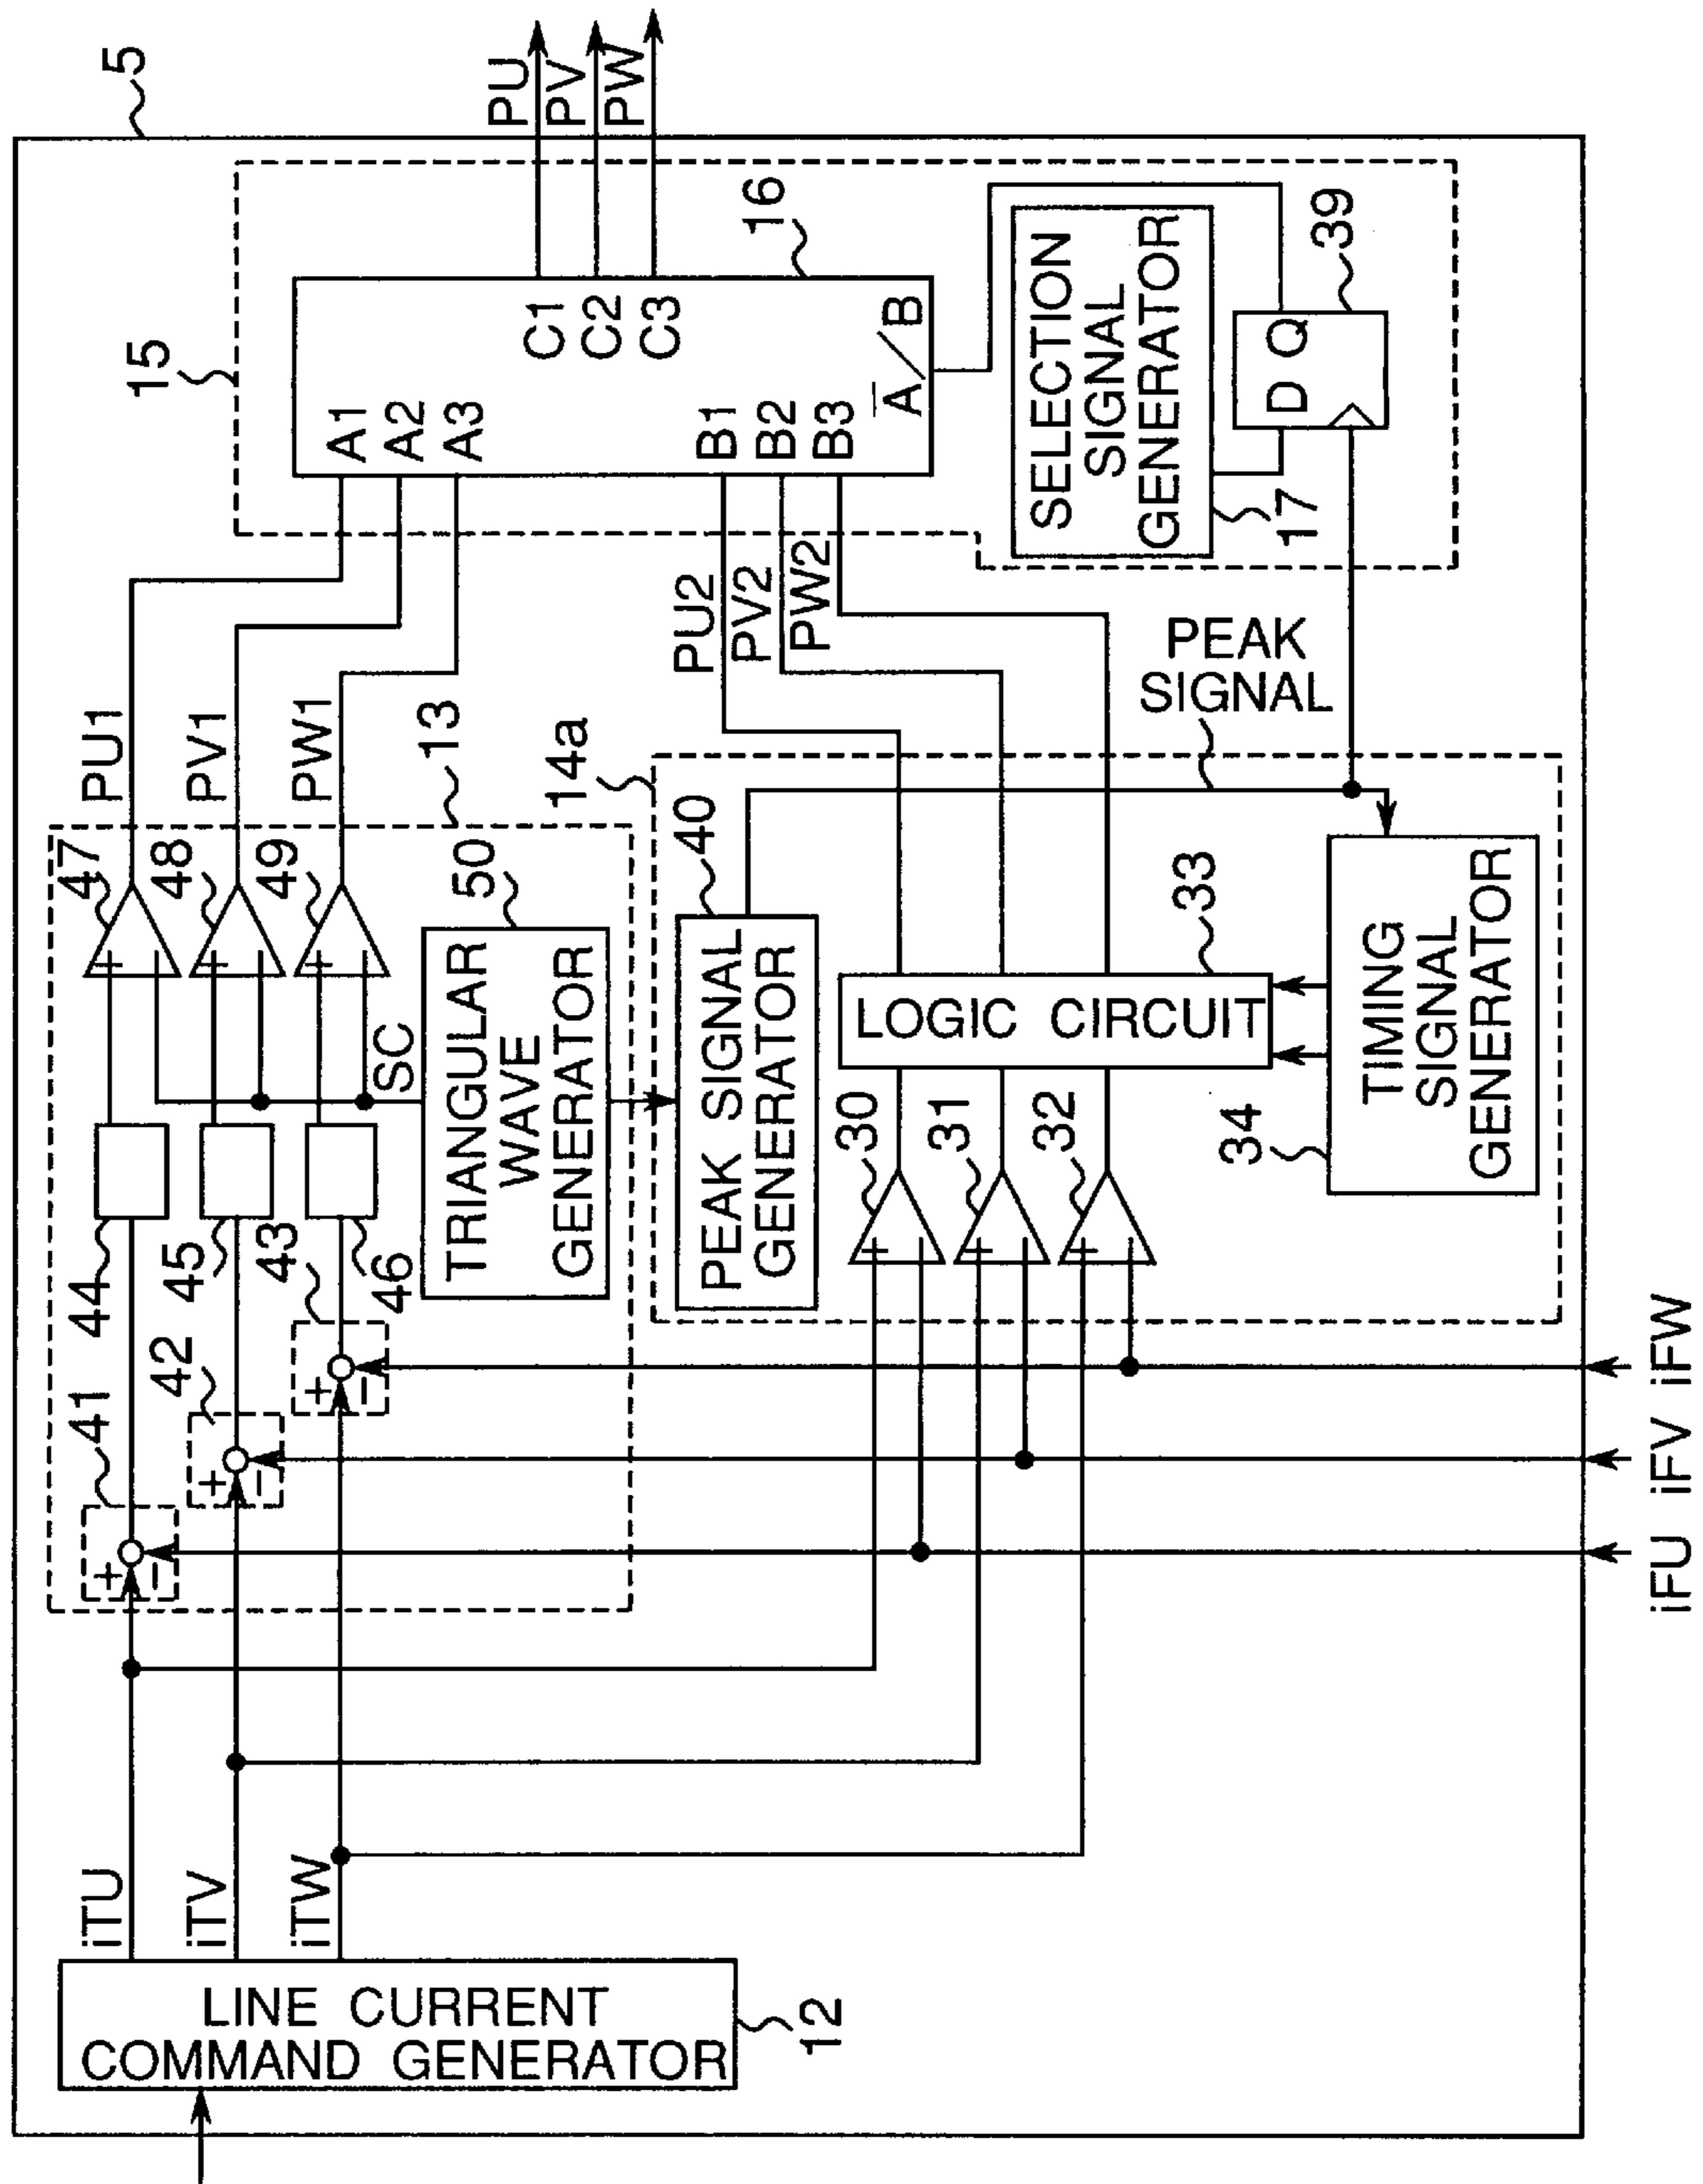 5
15
16
PU
PV
PW
C1
C2
C3
A1
A2
A3
B1
B2
B3
A/B
SELECTION
SIGNAL
GENERATOR
17
D Q
39
PU1
PV1
PW1
13
PU2
PV2
PW2
PEAK
SIGNAL
14a
47
48
49
50
SC
+
+
+
TRIANGULAR
WAVE
GENERATOR
40
PEAK SIGNAL
GENERATOR
33
LOGIC CIRCUIT
34
TIMING
SIGNAL
GENERATOR
30
31
32
+
+
+
44
45
46
41
42
43
+
−
+
−
+
−
iTU
iTV
iTW
LINE CURRENT
COMMAND GENERATOR
12
iFU
iFV
iFW